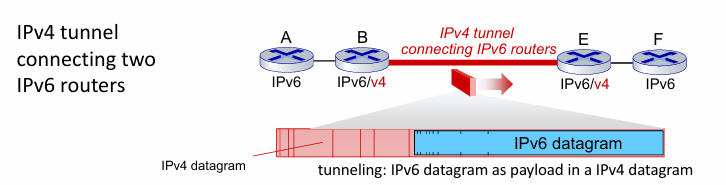 IPv4 tunnel
connecting two
IPv6 routers
IPv4 tunnel
connecting IPv6 routers
A
B
E
F
IPv6
IPv6/v4
IPv6/v4
IPv6
IPv6 datagram
IPv4 datagram
tunneling: IPv6 datagram as payload in a IPv4 datagram